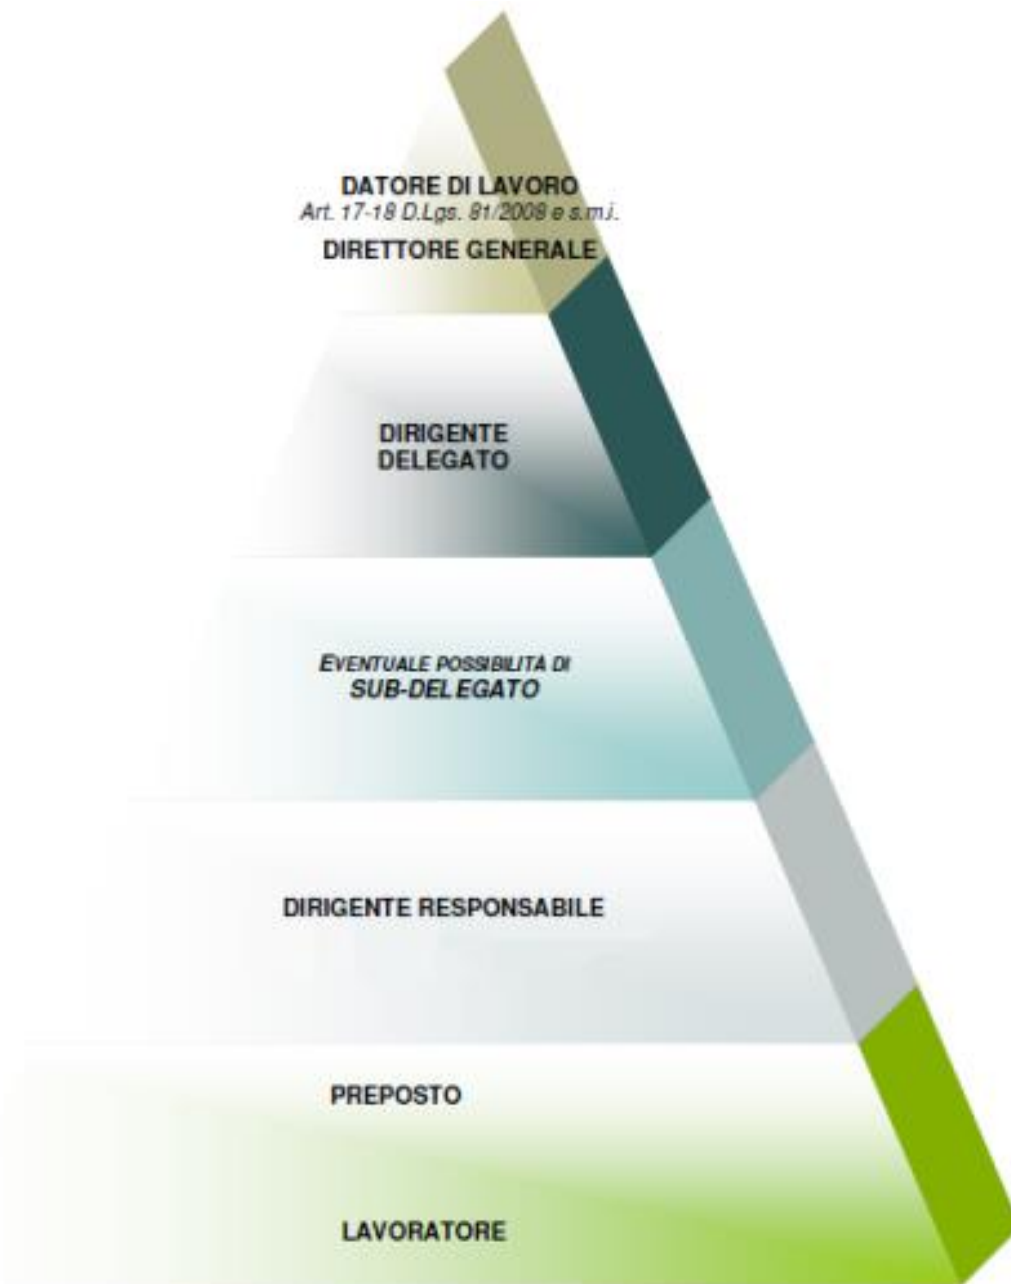 DATORE DI LAVORO
Art. 17-18 D.Lgs. 81/2008 e s.m.i.
DIRETTORE GENERALE
DIRIGENTE
DELEGATO
EVENTUALE POSSIBILITÀ DI
SUB-DELEGATO
DIRIGENTE RESPONSABILE
PREPOSTO
LAVORATORE